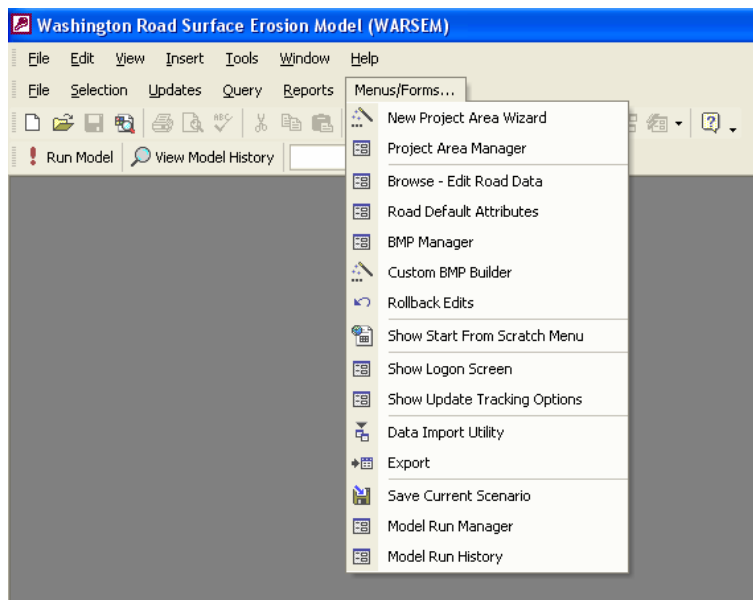 Washington Road Surface Erosion Model (WARSEM)
File Edit View Insert Tools Window Help
File Selection Updates Query Reports Menus/Forms...
Run Model View Model History
New Project Area Wizard
Project Area Manager
Browse - Edit Road Data
Road Default Attributes
BMP Manager
Custom BMP Builder
Rollback Edits
Show Start From Scratch Menu
Show Logon Screen
Show Update Tracking Options
Data Import Utility
Export
Save Current Scenario
Model Run Manager
Model Run History